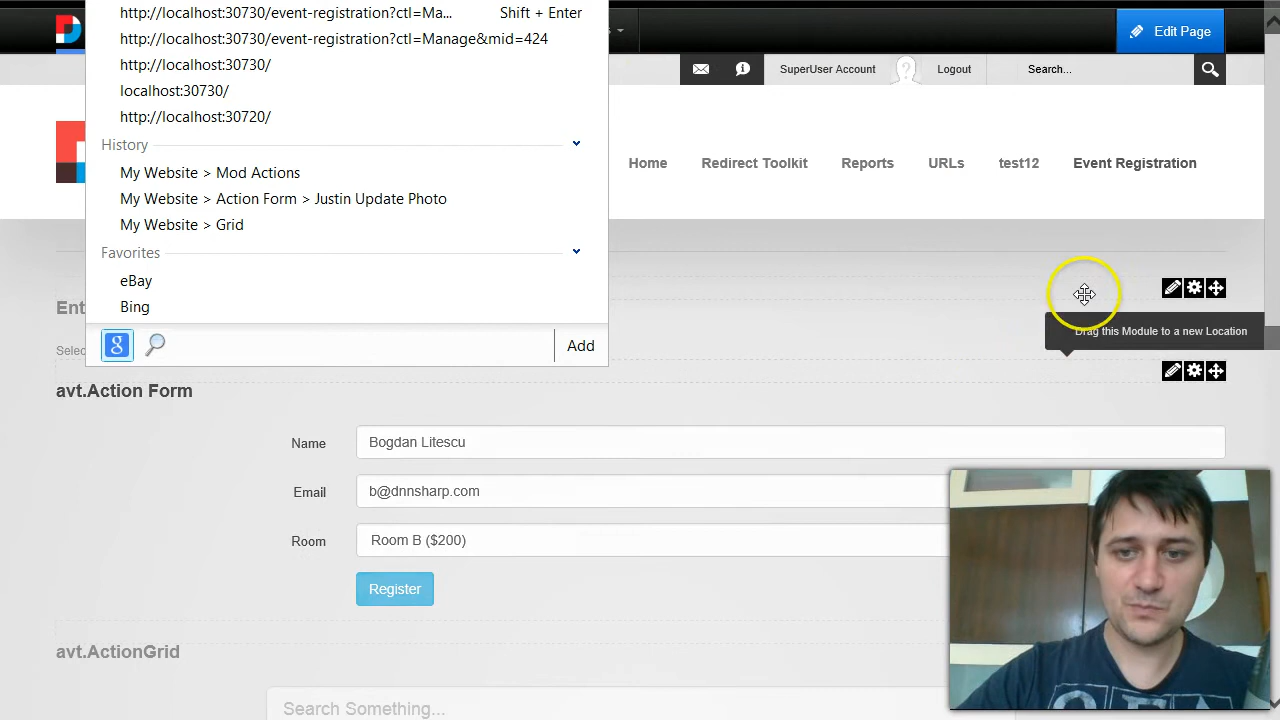 http://localhost:30730/event-registration?ctl=Ma... Shift + Enter
http://localhost:30730/event-registration?ctl=Manage&mid=424
http://localhost:30730/
localhost:30730/
http://localhost:30720/
History
My Website > Mod Actions
My Website > Action Form > Justin Update Photo
My Website > Grid
Favorites
eBay
Bing
Add
Edit Page
SuperUser Account
Logout
Search...
Home
Redirect Toolkit
Reports
URLs
test12
Event Registration
Drag this Module to a new Location
avt.Action Form
Name Bogdan Litescu
Email b@dnnsharp.com
Room Room B ($200)
Register
avt.ActionGrid
Search Something...